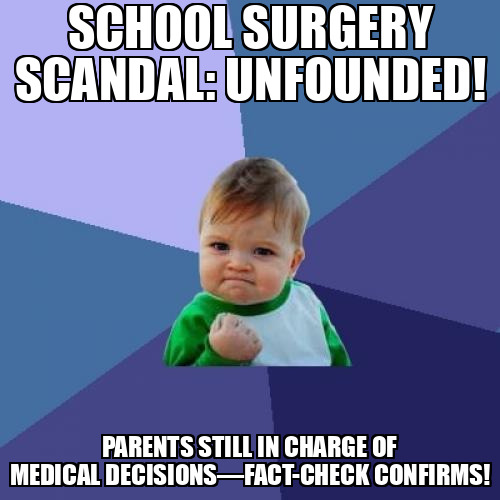 SCHOOL SURGERY
SCANDAL: UNFOUNDED!
PARENTS STILL IN CHARGE OF
MEDICAL DECISIONS—FACT-CHECK CONFIRMS!